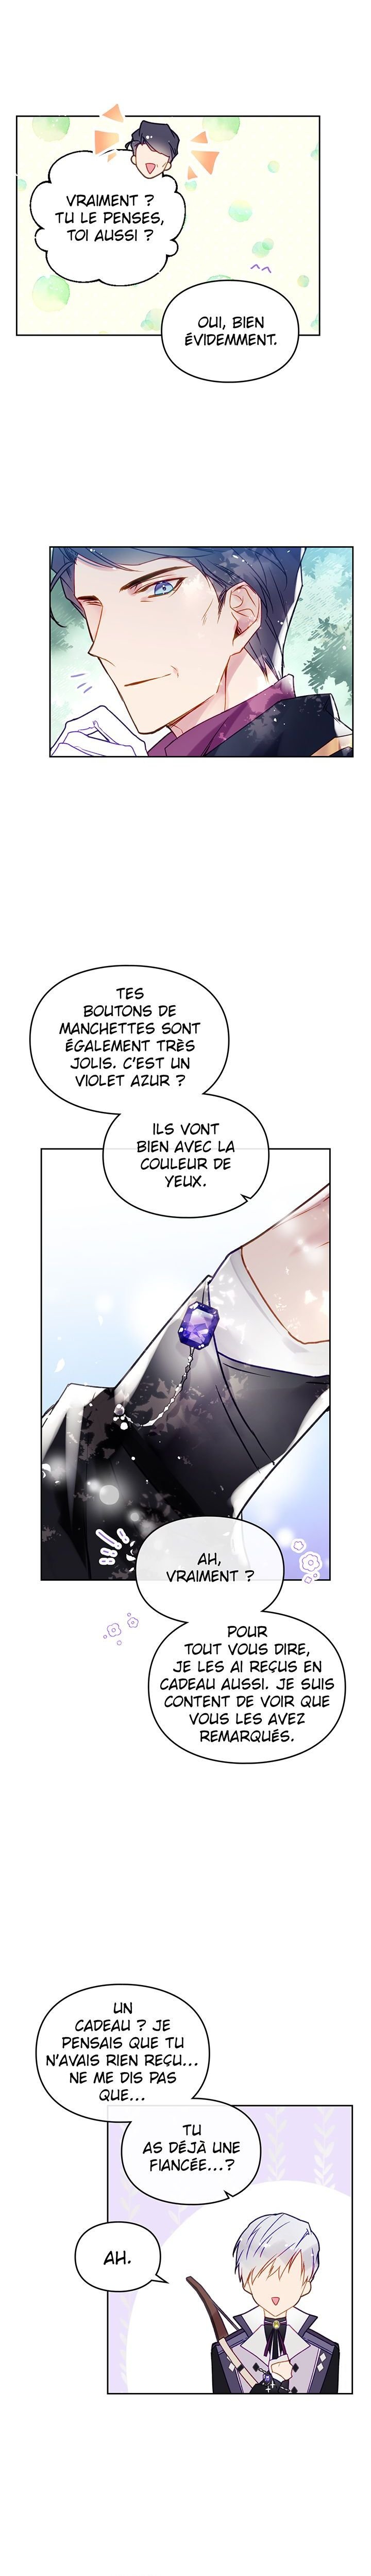 VRAIMENT ?
TU LE PENSES,
TOI AUSSI ?
OUI, BIEN
ÉVIDEMMENT.
TES
BOUTONS DE
MANCHETTES SONT
ÉGALEMENT TRÈS
JOLIS. C'EST UN
VIOLET AZUR ?
ILS VONT
BIEN AVEC LA
COULEUR DE
YEUX.
AH,
VRAIMENT ?
POUR
TOUT VOUS DIRE,
JE LES AI REÇUS EN
CADEAU AUSSI. JE SUIS
CONTENT DE VOIR QUE
VOUS LES AVEZ
REMARQUÉS.
UN
CADEAU ? JE
PENSAIS QUE TU
N'AVAIS RIEN REÇU...
NE ME DIS PAS
QUE...
TU
AS DÉJÀ UNE
FIANCÉE...?
AH.